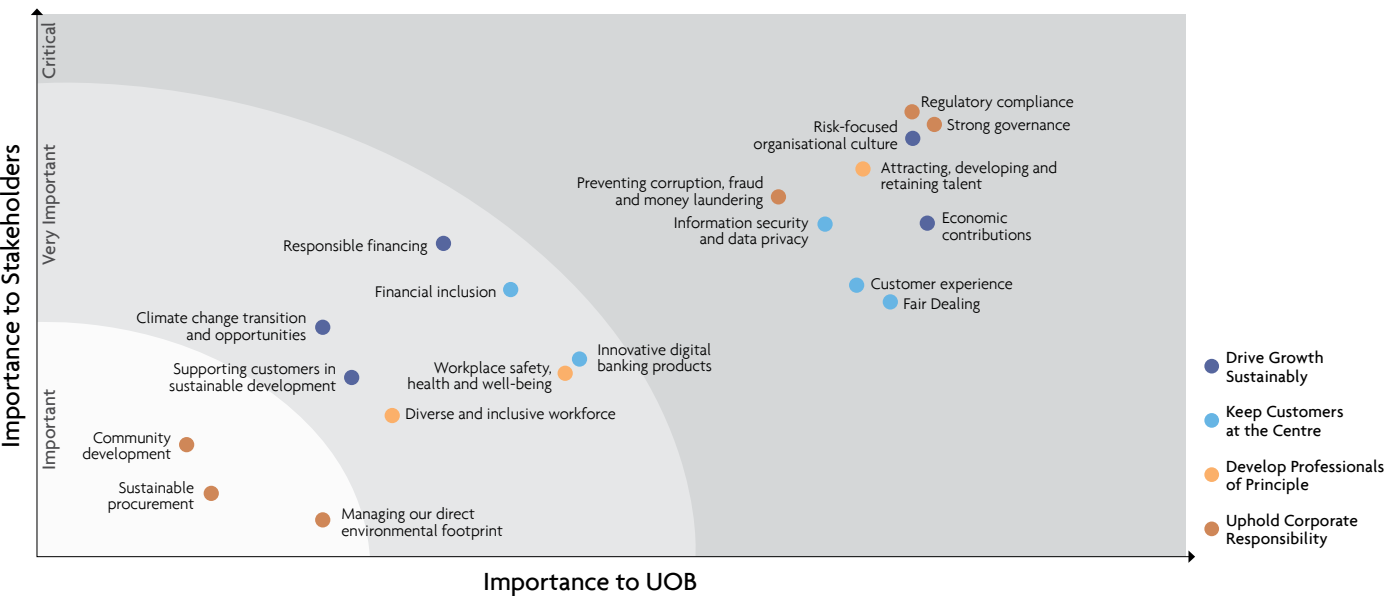 Importance to Stakeholders
Critical
Very Important
Important
Regulatory compliance
Strong governance
Risk-focused
organisational culture
Attracting, developing and
retaining talent
Preventing corruption, fraud
and money laundering
Information security
and data privacy
Economic
contributions
Responsible financing
Customer experience
Fair Dealing
Financial inclusion
Climate change transition
and opportunities
Innovative digital
banking products
Workplace safety,
health and well-being
Supporting customers in
sustainable development
Diverse and inclusive workforce
Community
development
Sustainable
procurement
Managing our direct
environmental footprint
Importance to UOB
Drive Growth
Sustainably
Keep Customers
at the Centre
Develop Professionals
of Principle
Uphold Corporate
Responsibility